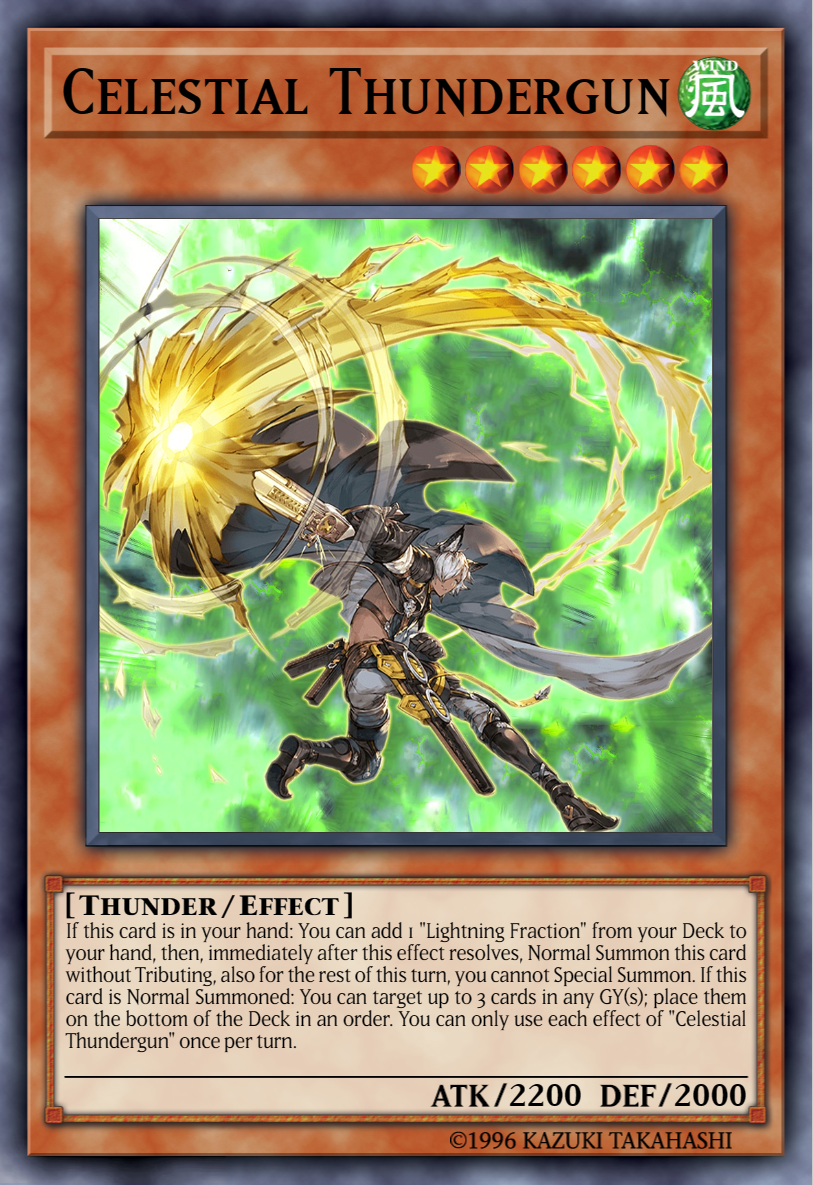 Celestial Thundergun
WIND
風
[Thunder/Effect]
If this card is in your hand: You can add 1 "Lightning Fraction" from your Deck to
your hand, then, immediately after this effect resolves, Normal Summon this card
without Tributing, also for the rest of this turn, you cannot Special Summon. If this
card is Normal Summoned: You can target up to 3 cards in any GY(s); place them
on the bottom of the Deck in an order. You can only use each effect of "Celestial
Thundergun" once per turn.
ATK/2200 DEF/2000
©1996 KAZUKI TAKAHASHI